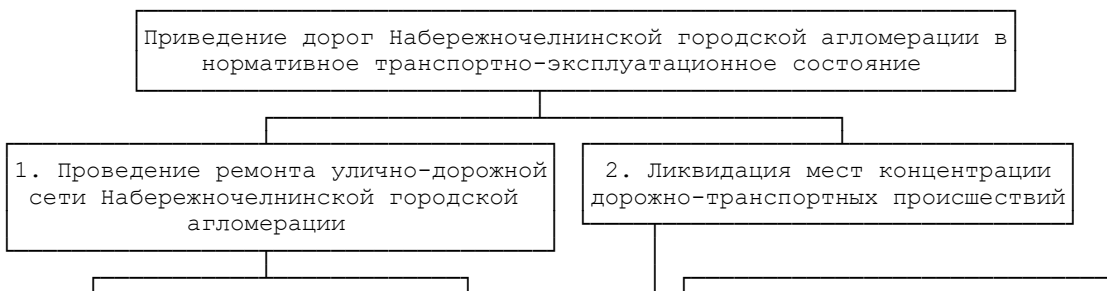 Приведение дорог Набережночелнинской городской агломерации в
нормативное транспортно-эксплуатационное состояние
1. Проведение ремонта улично-дорожной
сети Набережночелнинской городской
агломерации
2. Ликвидация мест концентрации
дорожно-транспортных происшествий